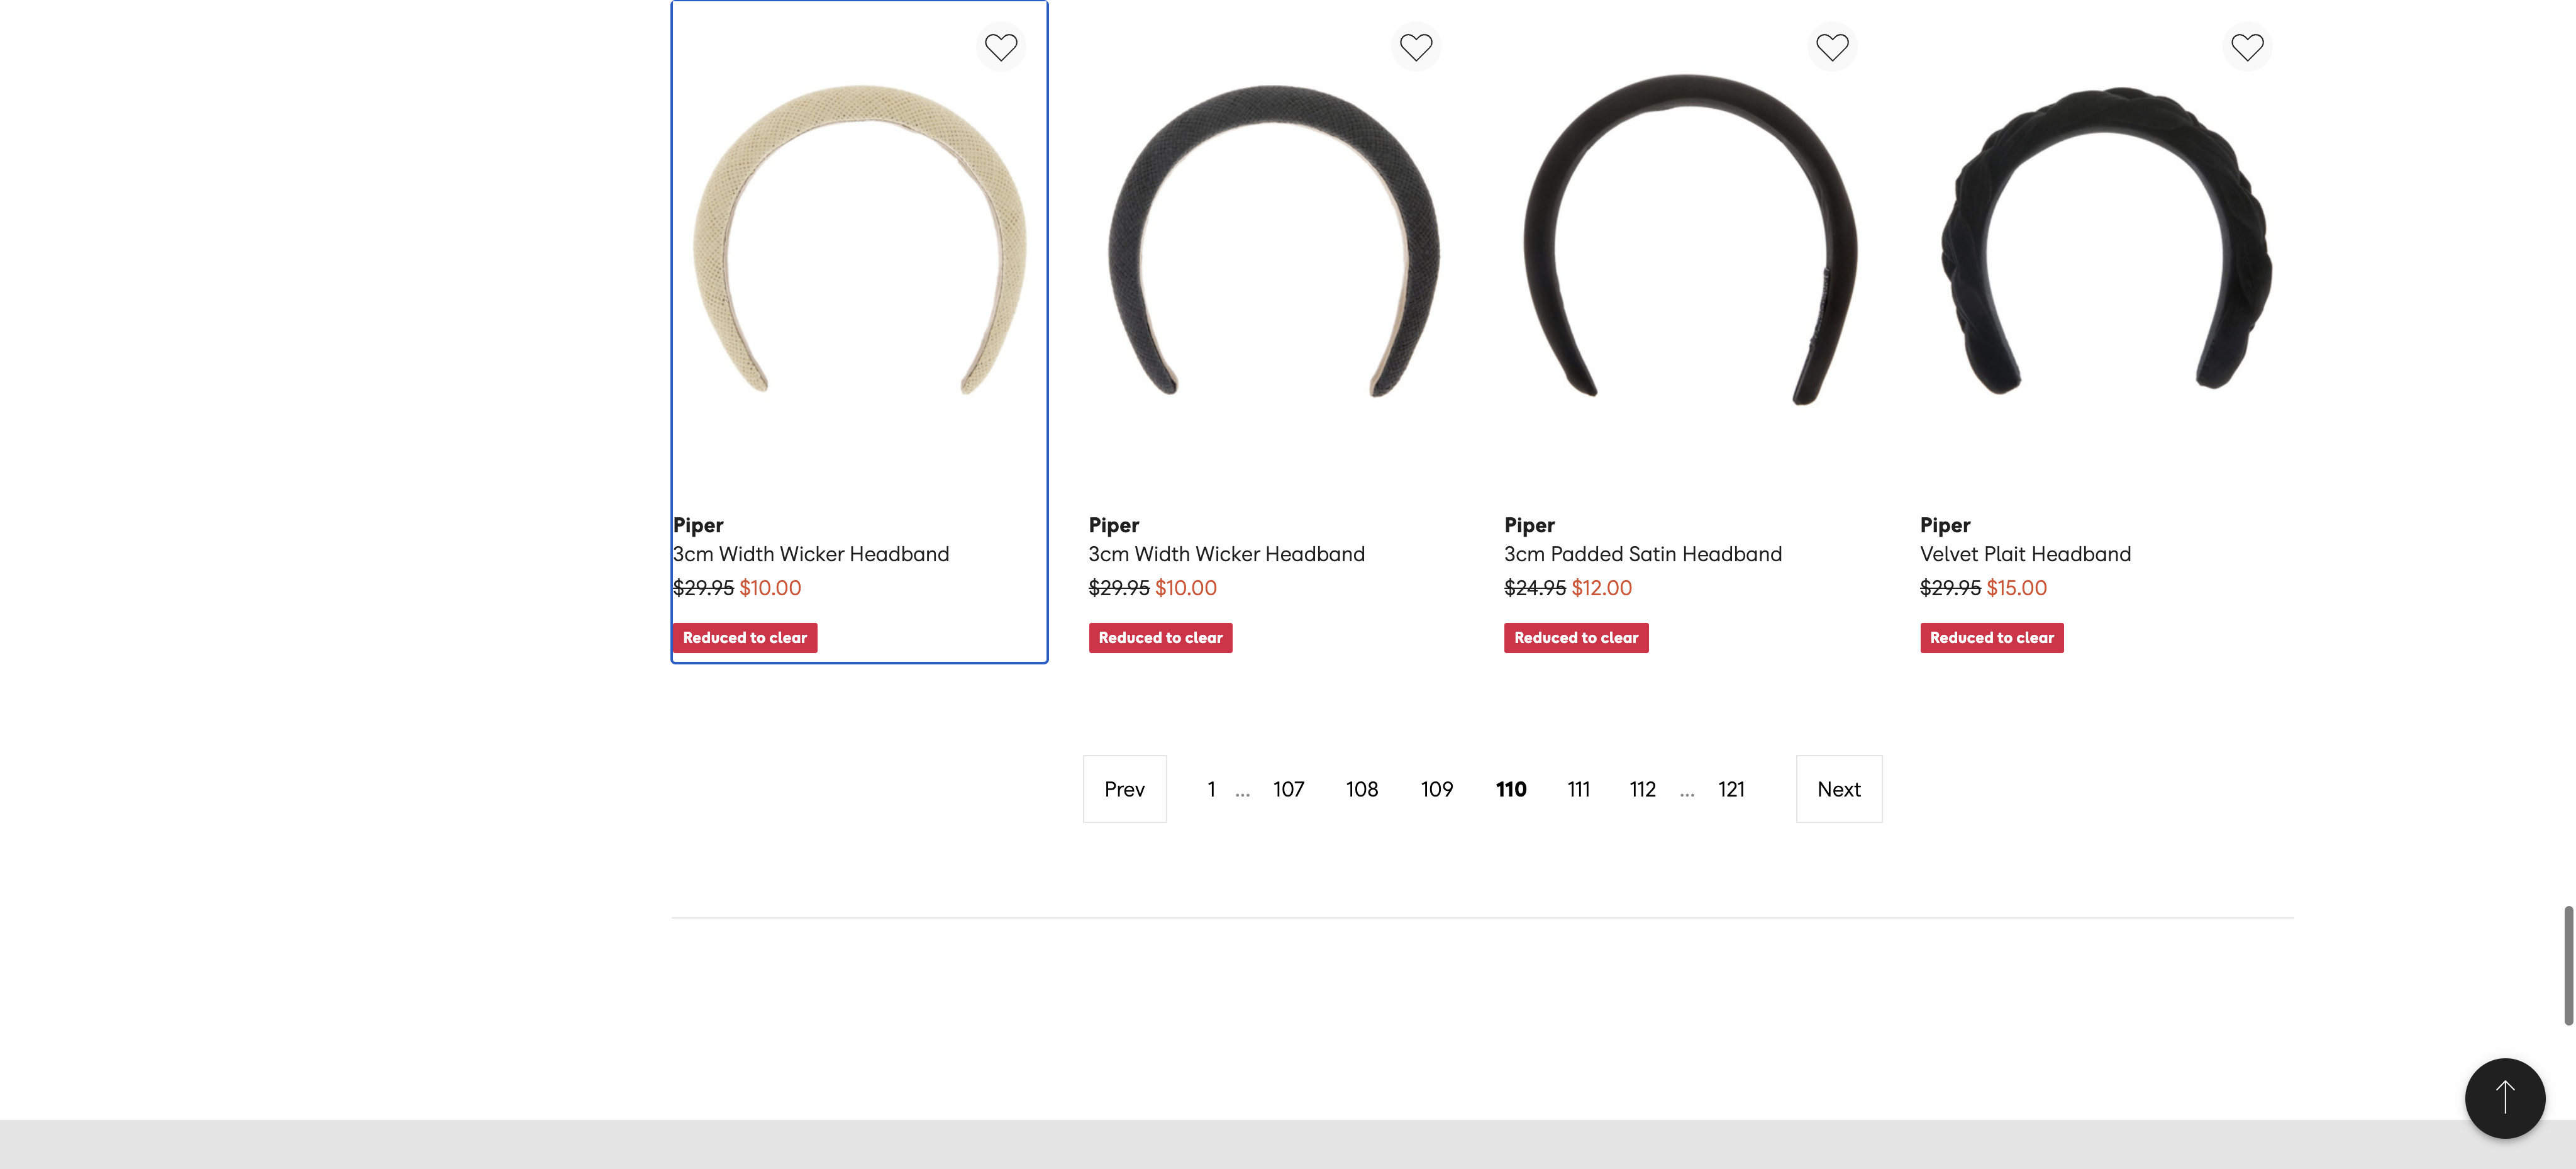 Piper
3cm Width Wicker Headband
$29.95 $10.00
Reduced to clear
Piper
3cm Width Wicker Headband
$29.95 $10.00
Reduced to clear
Piper
3cm Padded Satin Headband
$24.95 $12.00
Reduced to clear
Piper
Velvet Plait Headband
$29.95 $15.00
Reduced to clear
Prev 1 ... 107 108 109 110 111 112 ... 121 Next